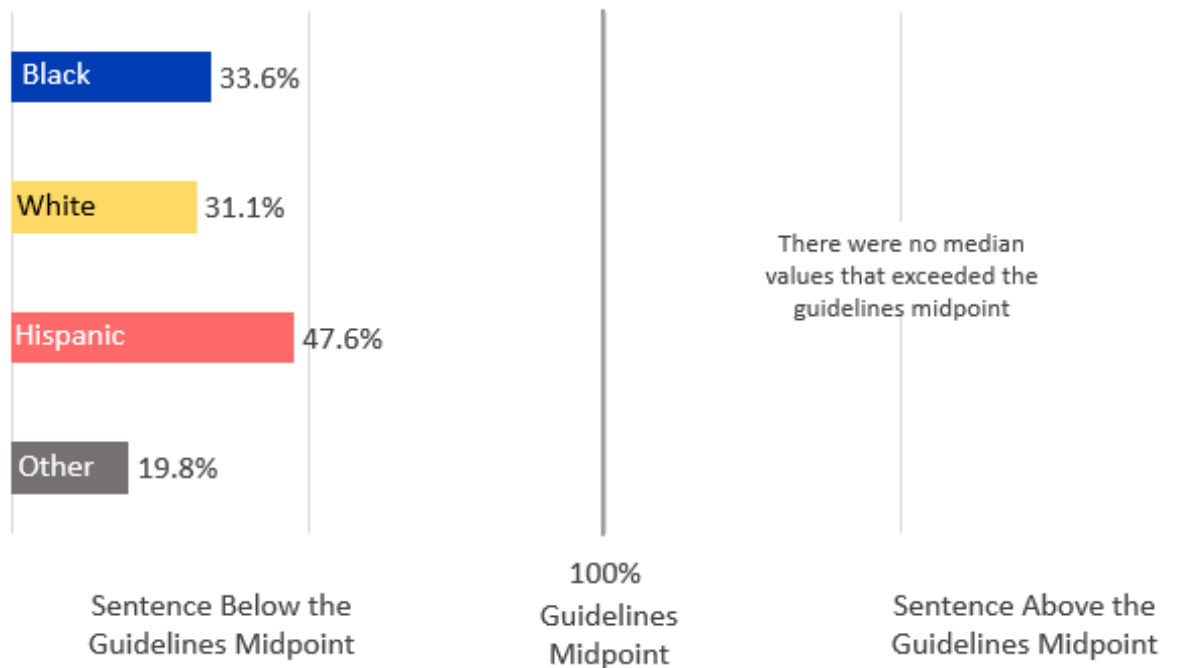 Black 33.6%
White 31.1%
There were no median
values that exceeded the
guidelines midpoint
Hispanic 47.6%
Other 19.8%
100%
Guidelines
Midpoint
Sentence Below the
Guidelines Midpoint
Sentence Above the
Guidelines Midpoint